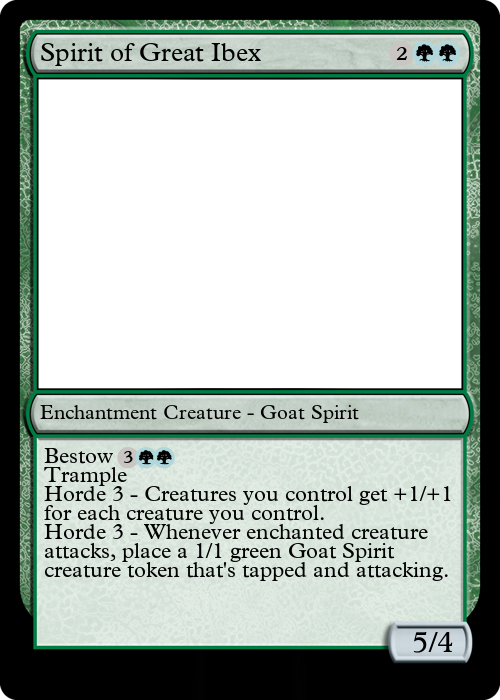 Spirit of Great Ibex 2
Enchantment Creature - Goat Spirit
Bestow 3
Trample
Horde 3 - Creatures you control get +1/+1
for each creature you control.
Horde 3 - Whenever enchanted creature
attacks, place a 1/1 green Goat Spirit
creature token that's tapped and attacking.
5/4